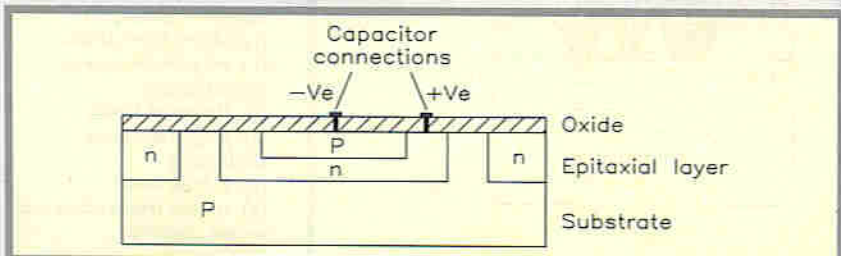 Capacitor
connections
−Ve +Ve
Oxide
P
n n n
Epitaxial layer
P
Substrate